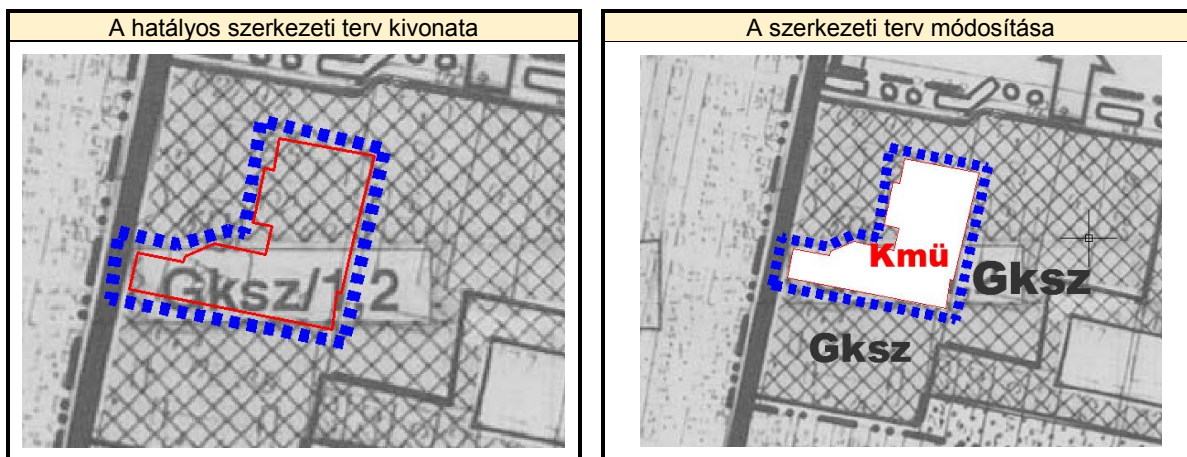 A hatályos szerkezeti terv kivonata
Gksz/1.2
A szerkezeti terv módosítása
Kmü
Gksz
Gksz